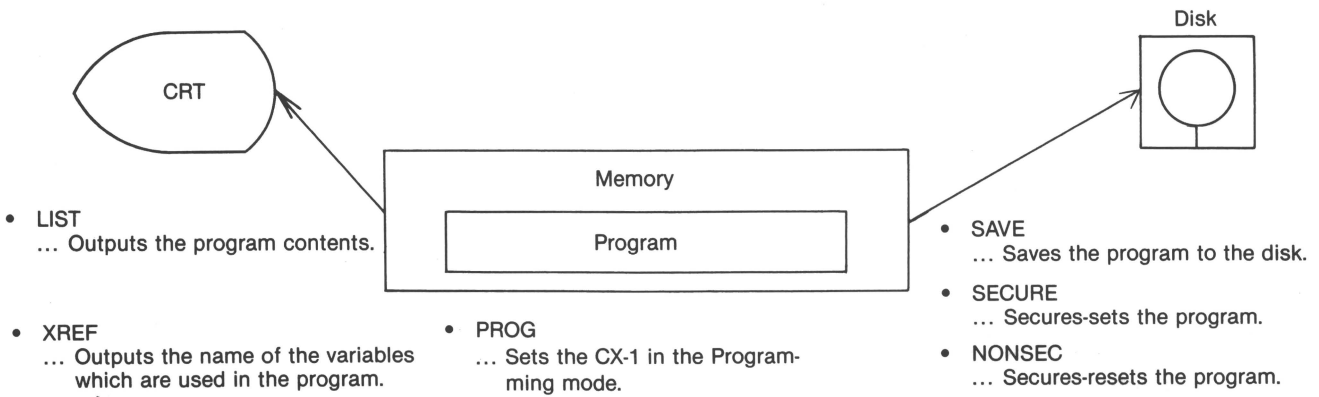 Disk
CRT
Memory
Program
• LIST
... Outputs the program contents.
• XREF
... Outputs the name of the variables
which are used in the program.
• PROG
... Sets the CX-1 in the Program-
ming mode.
• SAVE
... Saves the program to the disk.
• SECURE
... Secures-sets the program.
• NONSEC
... Secures-resets the program.